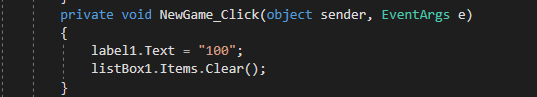 private void NewGame_Click(object sender, EventArgs e)
{
label1.Text = "100";
listBox1.Items.Clear();
}